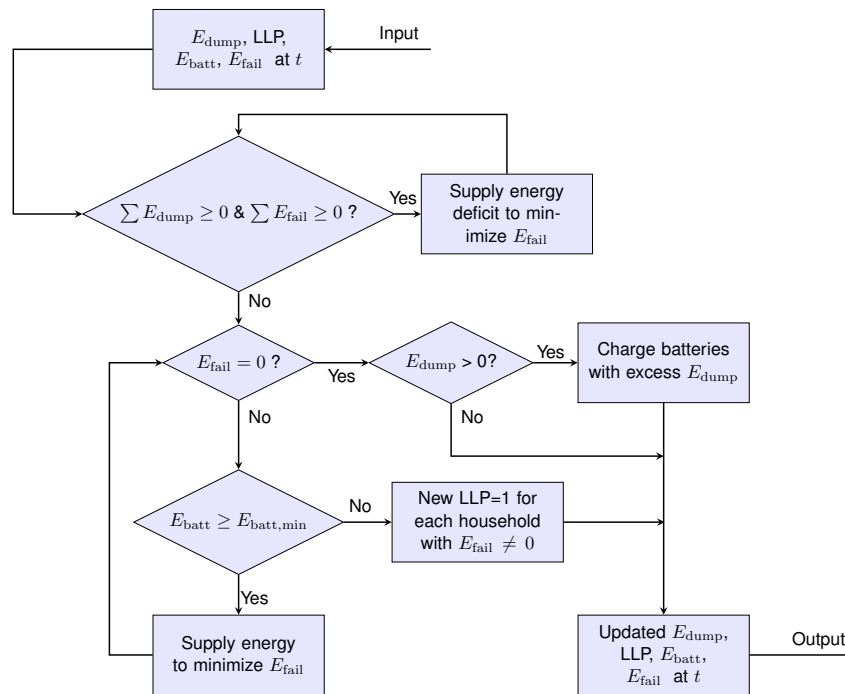 E_dump, LLP,
E_batt, E_fail at t
Input
∑ E_dump ≥ 0 & ∑ E_fail ≥ 0 ?
Yes
Supply energy
deficit to min-
imize E_fail
No
E_fail = 0 ?
Yes
E_dump > 0?
Yes
Charge batteries
with excess E_dump
No
No
E_batt ≥ E_batt,min
No
New LLP=1 for
each household
with E_fail ≠ 0
Yes
Supply energy
to minimize E_fail
Updated E_dump,
LLP, E_batt,
E_fail at t
Output